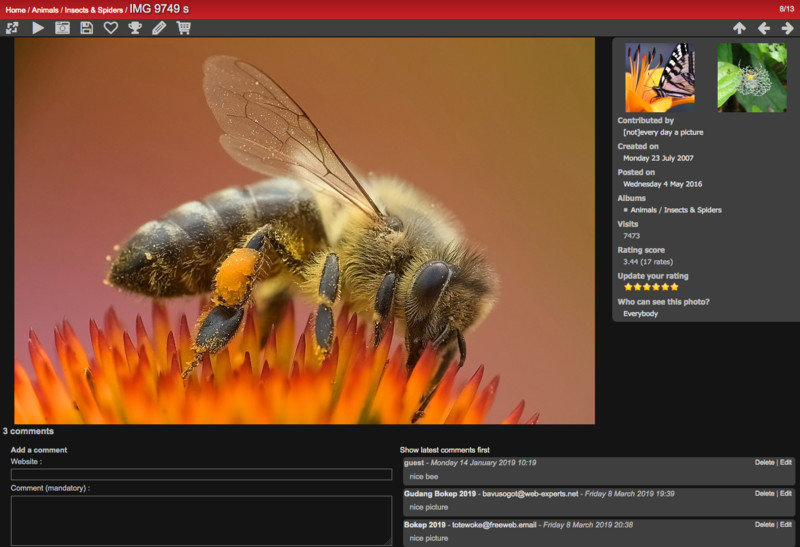 Home / Animals / Insects & Spiders / IMG 9749 s
8/13
Contributed by
[not]every day a picture
Created on
Monday 23 July 2007
Posted on
Wednesday 4 May 2016
Albums
Animals / Insects & Spiders
Visits
7473
Rating score
3.44 (17 rates)
Update your rating
Who can see this photo?
Everybody
3 comments
Add a comment
Website :
Comment (mandatory) :
Show latest comments first
guest - Monday 14 January 2019 10:19
Delete | Edit
nice bee
Gudang Bokep 2019 - bavusogot@web-experts.net - Friday 8 March 2019 19:39
Delete | Edit
nice picture
Bokep 2019 - totewoke@freeweb.email - Friday 8 March 2019 20:38
Delete | Edit
nice picture